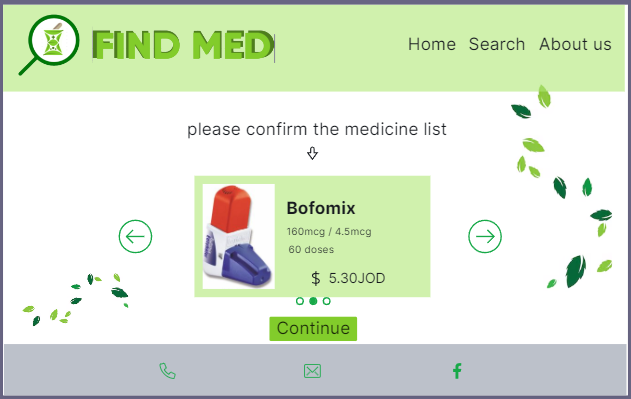 FIND MED
Home Search About us
please confirm the medicine list
Bofomix
160mcg / 4.5mcg
60 doses
$ 5.30JOD
Continue